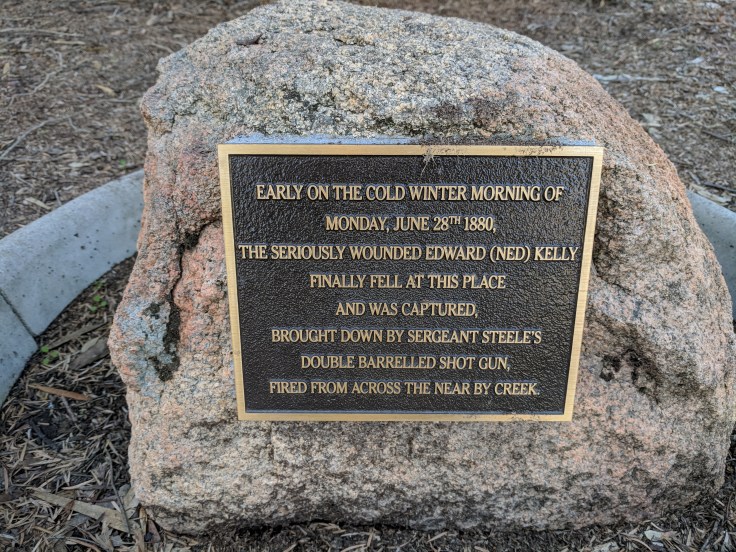 EARLY ON THE COLD WINTER MORNING OF
MONDAY, JUNE 28TH 1880,
THE SERIOUSLY WOUNDED EDWARD (NED) KELLY
FINALLY FELL AT THIS PLACE
AND WAS CAPTURED,
BROUGHT DOWN BY SERGEANT STEELE'S
DOUBLE BARRELLED SHOT GUN,
FIRED FROM ACROSS THE NEAR BY CREEK.